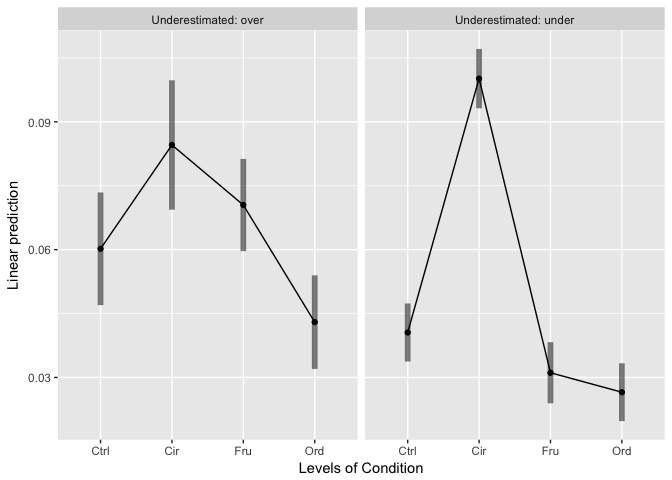 Underestimated: over
Underestimated: under
0.09
0.06
0.03
Linear prediction
Ctrl Cir Fru Ord
Ctrl Cir Fru Ord
Levels of Condition